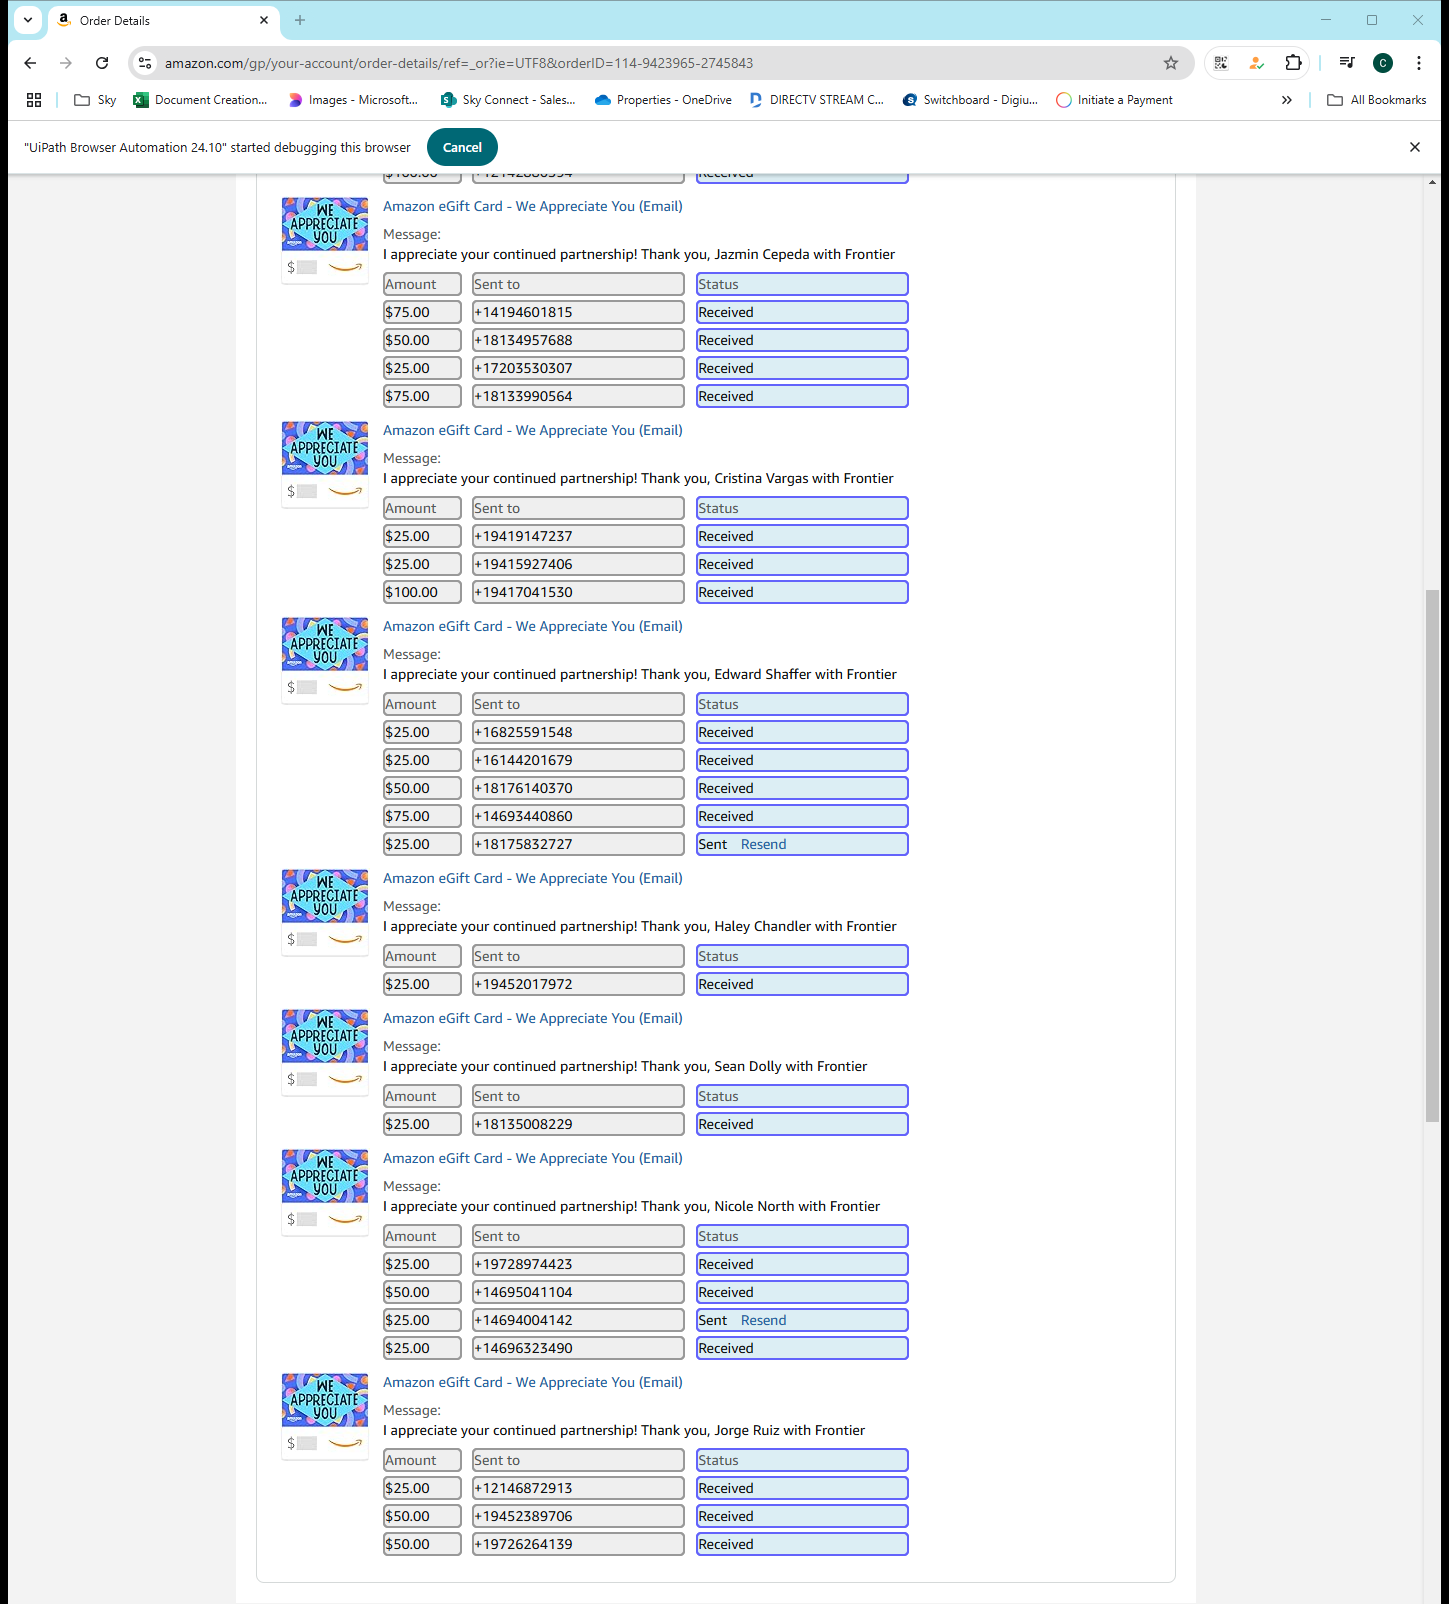 Order Details
amazon.com/gp/your-account/order-details/ref=_or?ie=UTF8&orderID=114-9423965-2745843
C
Sky Document Creation... Images - Microsoft... Sky Connect - Sales... Properties - OneDrive DIRECTV STREAM C... Switchboard - Digiu... Initiate a Payment » All Bookmarks
"UiPath Browser Automation 24.10" started debugging this browser Cancel
$100.00 +12142880394 Received
WE APPRECIATE YOU
$
Amazon eGift Card - We Appreciate You (Email)
Message:
I appreciate your continued partnership! Thank you, Jazmin Cepeda with Frontier
Amount Sent to Status
$75.00 +14194601815 Received
$50.00 +18134957688 Received
$25.00 +17203530307 Received
$75.00 +18133990564 Received
WE APPRECIATE YOU
$
Amazon eGift Card - We Appreciate You (Email)
Message:
I appreciate your continued partnership! Thank you, Cristina Vargas with Frontier
Amount Sent to Status
$25.00 +19419147237 Received
$25.00 +19415927406 Received
$100.00 +19417041530 Received
WE APPRECIATE YOU
$
Amazon eGift Card - We Appreciate You (Email)
Message:
I appreciate your continued partnership! Thank you, Edward Shaffer with Frontier
Amount Sent to Status
$25.00 +16825591548 Received
$25.00 +16144201679 Received
$50.00 +18176140370 Received
$75.00 +14693440860 Received
$25.00 +18175832727 Sent Resend
WE APPRECIATE YOU
$
Amazon eGift Card - We Appreciate You (Email)
Message:
I appreciate your continued partnership! Thank you, Haley Chandler with Frontier
Amount Sent to Status
$25.00 +19452017972 Received
WE APPRECIATE YOU
$
Amazon eGift Card - We Appreciate You (Email)
Message:
I appreciate your continued partnership! Thank you, Sean Dolly with Frontier
Amount Sent to Status
$25.00 +18135008229 Received
WE APPRECIATE YOU
$
Amazon eGift Card - We Appreciate You (Email)
Message:
I appreciate your continued partnership! Thank you, Nicole North with Frontier
Amount Sent to Status
$25.00 +19728974423 Received
$50.00 +14695041104 Received
$25.00 +14694004142 Sent Resend
$25.00 +14696323490 Received
WE APPRECIATE YOU
$
Amazon eGift Card - We Appreciate You (Email)
Message:
I appreciate your continued partnership! Thank you, Jorge Ruiz with Frontier
Amount Sent to Status
$25.00 +12146872913 Received
$50.00 +19452389706 Received
$50.00 +19726264139 Received